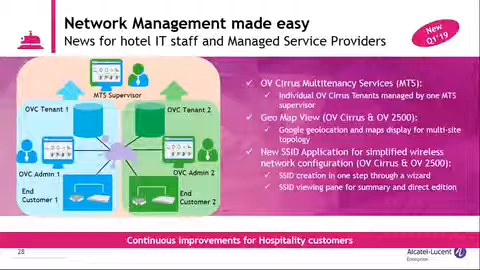 Network Management made easy
News for hotel IT staff and Managed Service Providers
New
Q1'19
MTS Supervisor
OVC Tenant 1
OVC Tenant 2
OVC Admin 1
OVC Admin 2
End
Customer 1
End
Customer 2
OV Cirrus Multitenancy Services (MTS):
Individual OV Cirrus Tenants managed by one MTS
supervisor
Geo Map View (OV Cirrus & OV 2500):
Google geolocation and maps display for multi-site
topology
New SSID Application for simplified wireless
network configuration (OV Cirrus & OV 2500):
SSID creation in one step through a wizard
SSID viewing pane for summary and direct edition
Continuous improvements for Hospitality customers
28
Alcatel-Lucent
Enterprise